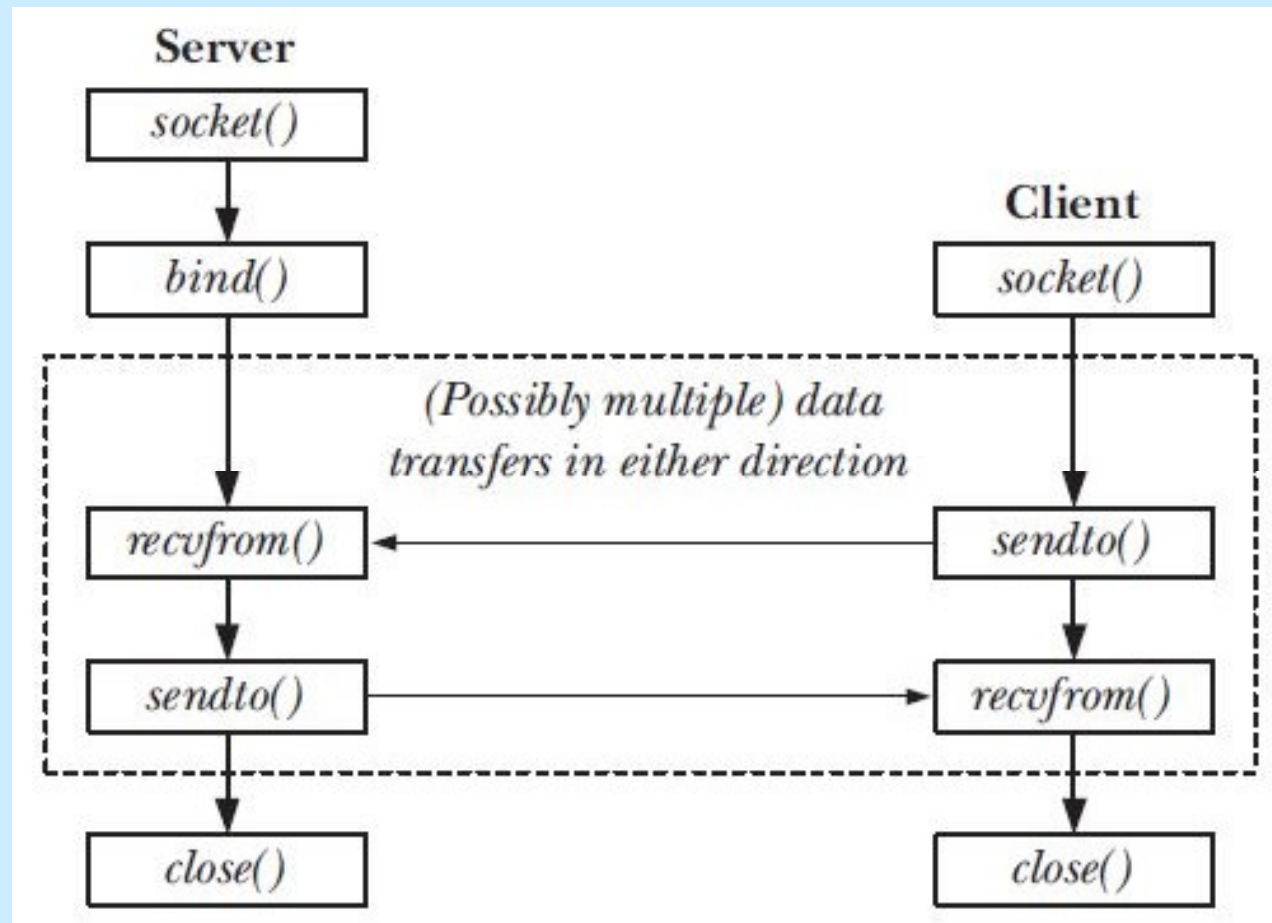 Server
socket()
Client
bind()
socket()
(Possibly multiple) data
transfers in either direction
recvfrom()
sendto()
sendto()
recvfrom()
close()
close()